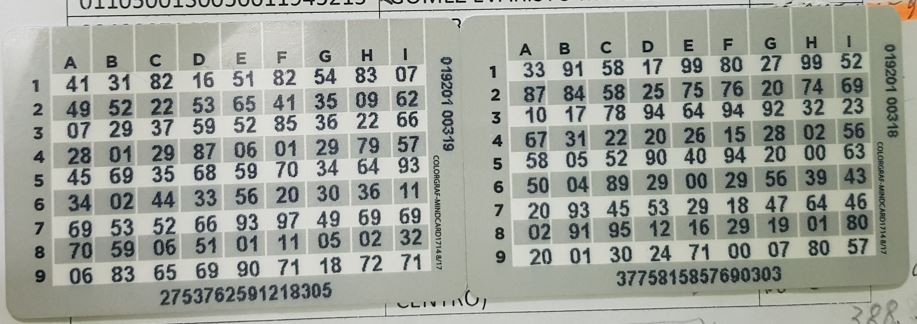 A B C D E F G H I
1 41 31 82 16 51 82 54 83 07
2 49 52 22 53 65 41 35 09 62
3 07 29 37 59 52 85 36 22 66
4 28 01 29 87 06 01 29 79 57
5 45 69 35 68 59 70 34 64 93
6 34 02 44 33 56 20 30 36 11
7 69 53 52 66 93 97 49 69 69
8 70 59 06 51 01 11 05 02 32
9 06 83 65 69 90 71 18 72 71
2753762591218305
019201 00319
COLORGRAF-MINDCARD1714 8/17
A B C D E F G H I
1 33 91 58 17 99 80 27 99 52
2 87 84 58 25 75 76 20 74 69
3 10 17 78 94 64 94 92 32 23
4 67 31 22 20 26 15 28 02 56
5 58 05 52 90 40 94 20 00 63
6 50 04 89 29 00 29 56 39 43
7 20 93 45 53 29 18 47 64 46
8 02 91 95 12 16 29 19 01 80
9 20 01 30 24 71 00 07 80 57
3775815857690303
019201 00318
COLORGRAF-MINDCARD1714 8/17
CENTRO)
388.